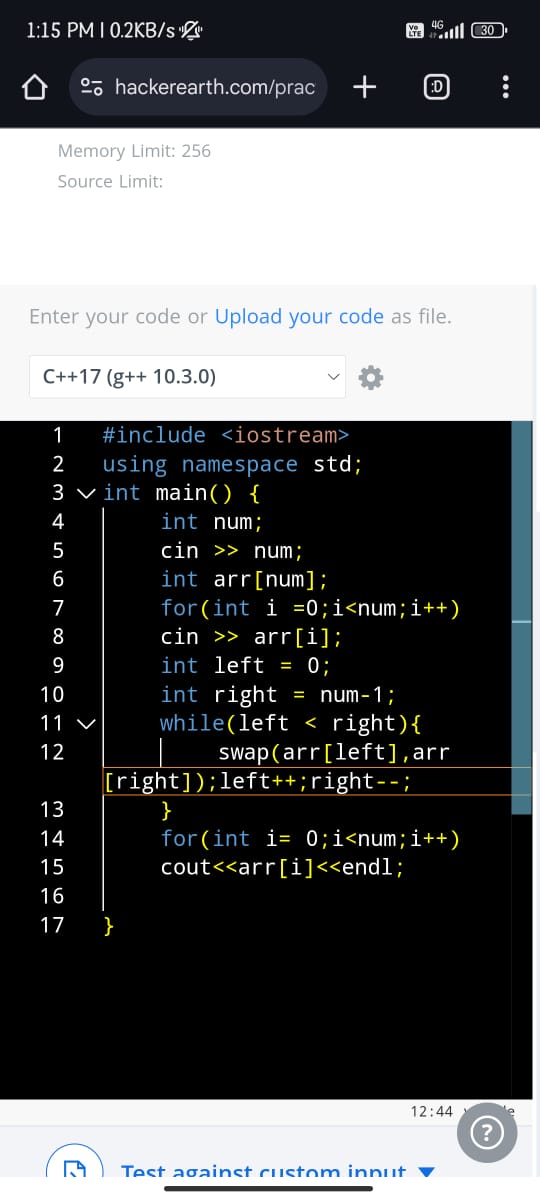 1:15 PM | 0.2KB/s
Vo LTE 4G 30
hackerearth.com/prac
:D
Memory Limit: 256
Source Limit:
Enter your code or Upload your code as file.
C++17 (g++ 10.3.0)
1 #include <iostream>
2 using namespace std;
3 int main() {
4 int num;
5 cin >> num;
6 int arr[num];
7 for(int i =0;i<num;i++)
8 cin >> arr[i];
9 int left = 0;
10 int right = num-1;
11 while(left < right){
12 swap(arr[left],arr
[right]);left++;right--;
13 }
14 for(int i= 0;i<num;i++)
15 cout<<arr[i]<<endl;
16
17 }
12:44
?
Test against custom input